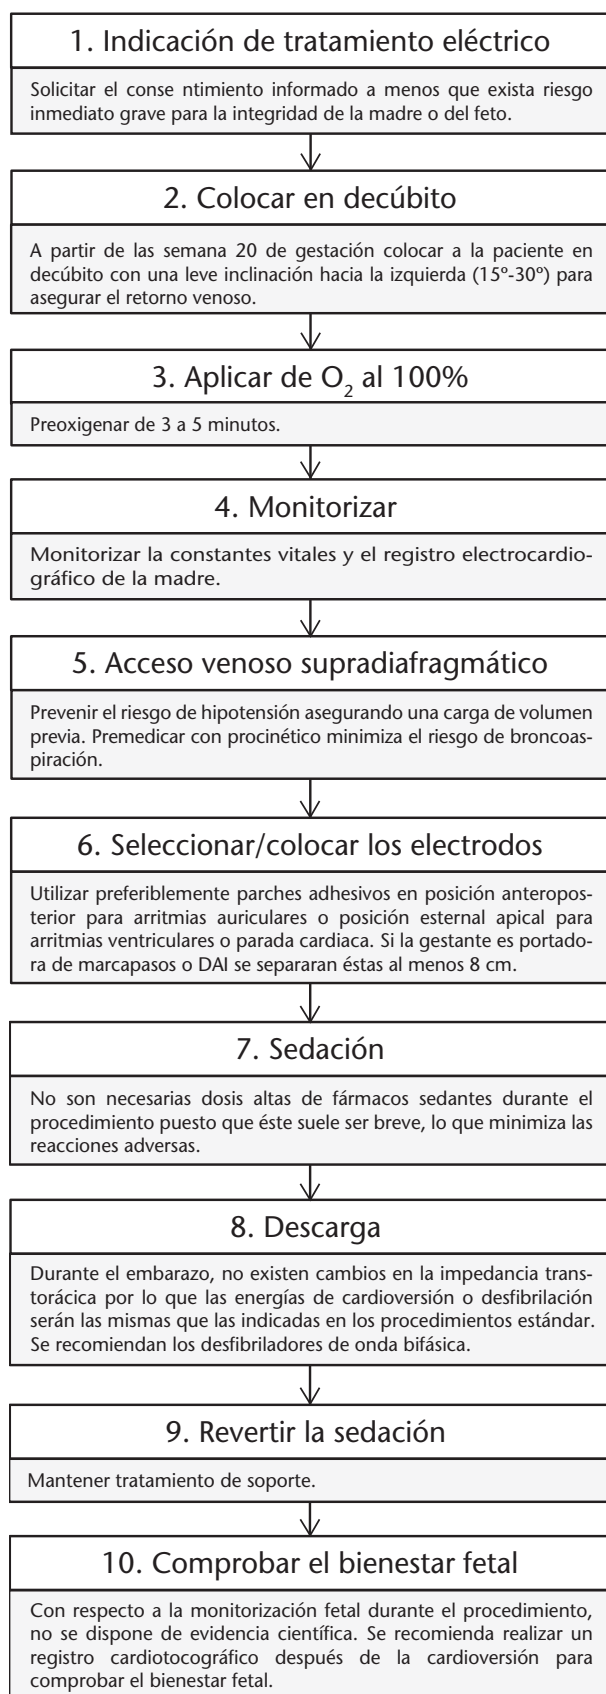 1. Indicación de tratamiento eléctrico
Solicitar el conse ntimiento informado a menos que exista riesgo
inmediato grave para la integridad de la madre o del feto.
2. Colocar en decúbito
A partir de las semana 20 de gestación colocar a la paciente en
decúbito con una leve inclinación hacia la izquierda (15º-30º) para
asegurar el retorno venoso.
3. Aplicar de O2 al 100%
Preoxigenar de 3 a 5 minutos.
4. Monitorizar
Monitorizar la constantes vitales y el registro electrocardio-
gráfico de la madre.
5. Acceso venoso supradiafragmático
Prevenir el riesgo de hipotensión asegurando una carga de volumen
previa. Premedicar con procinético minimiza el riesgo de broncoas-
piración.
6. Seleccionar/colocar los electrodos
Utilizar preferiblemente parches adhesivos en posición anteropos-
terior para arritmias auriculares o posición esternal apical para
arritmias ventriculares o parada cardiaca. Si la gestante es portado-
ra de marcapasos o DAI se separaran éstas al menos 8 cm.
7. Sedación
No son necesarias dosis altas de fármacos sedantes durante el
procedimiento puesto que éste suele ser breve, lo que minimiza las
reacciones adversas.
8. Descarga
Durante el embarazo, no existen cambios en la impedancia trans-
torácica por lo que las energías de cardioversión o desfibrilación
serán las mismas que las indicadas en los procedimientos estándar.
Se recomiendan los desfibriladores de onda bifásica.
9. Revertir la sedación
Mantener tratamiento de soporte.
10. Comprobar el bienestar fetal
Con respecto a la monitorización fetal durante el procedimiento,
no se dispone de evidencia científica. Se recomienda realizar un
registro cardiotocográfico después de la cardioversión para
comprobar el bienestar fetal.